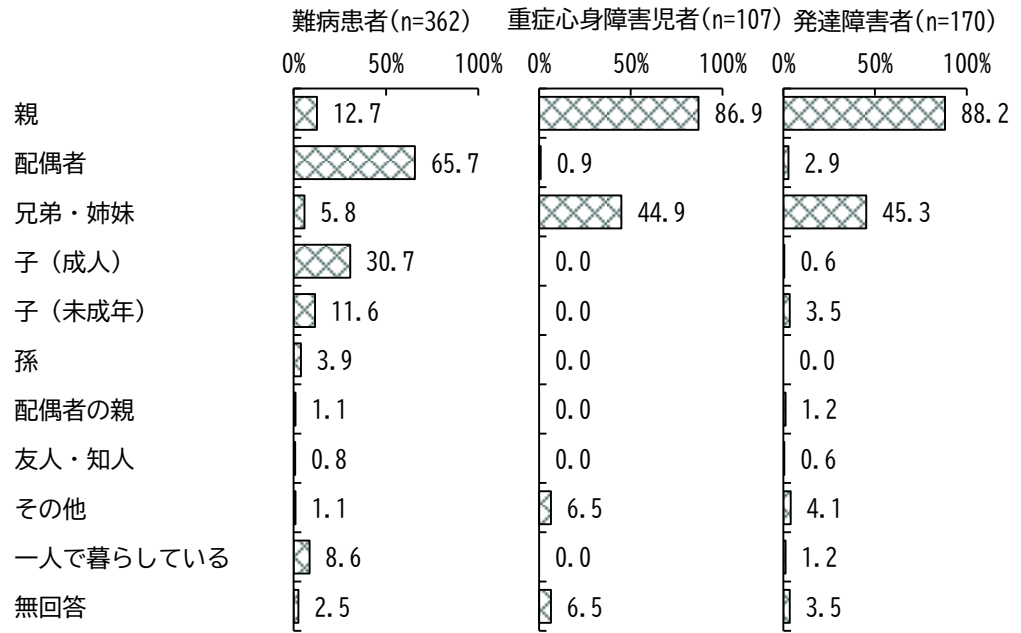 難病患者(n=362) 重症心身障害児者(n=107) 発達障害者(n=170)
0% 50% 100% 0% 50% 100% 0% 50% 100%
親 12.7 86.9 88.2
配偶者 65.7 0.9 2.9
兄弟・姉妹 5.8 44.9 45.3
子（成人） 30.7 0.0 0.6
子（未成年） 11.6 0.0 3.5
孫 3.9 0.0 0.0
配偶者の親 1.1 0.0 1.2
友人・知人 0.8 0.0 0.6
その他 1.1 6.5 4.1
一人で暮らしている 8.6 0.0 1.2
無回答 2.5 6.5 3.5